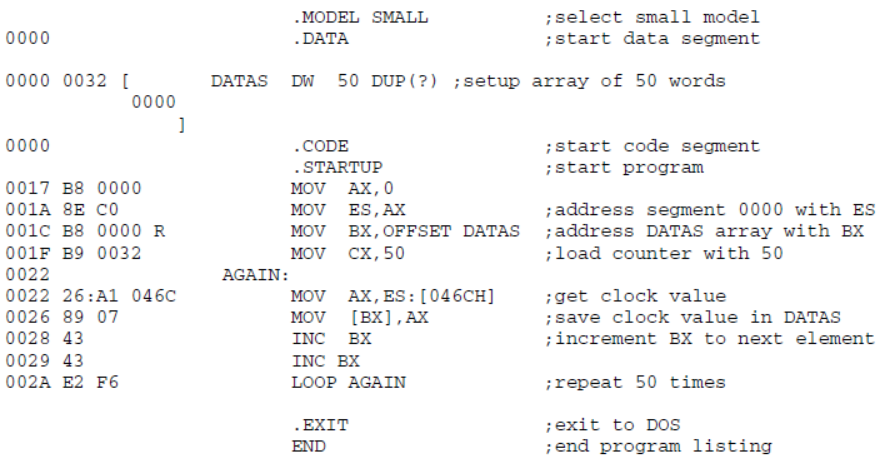 .MODEL SMALL ;select small model
0000 .DATA ;start data segment
0000 0032 [ DATAS DW 50 DUP(?) ;setup array of 50 words
0000
]
0000 .CODE ;start code segment
.STARTUP ;start program
0017 B8 0000 MOV AX,0
001A 8E C0 MOV ES,AX ;address segment 0000 with ES
001C B8 0000 R MOV BX,OFFSET DATAS ;address DATAS array with BX
001F B9 0032 MOV CX,50 ;load counter with 50
0022 AGAIN:
0022 26:A1 046C MOV AX,ES:[046CH] ;get clock value
0026 89 07 MOV [BX],AX ;save clock value in DATAS
0028 43 INC BX ;increment BX to next element
0029 43 INC BX
002A E2 F6 LOOP AGAIN ;repeat 50 times
.EXIT ;exit to DOS
END ;end program listing